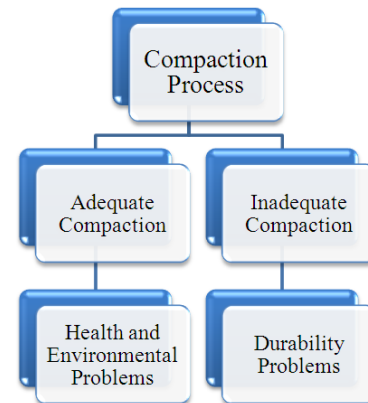 Compaction
Process
Adequate
Compaction
Inadequate
Compaction
Health and
Environmental
Problems
Durability
Problems